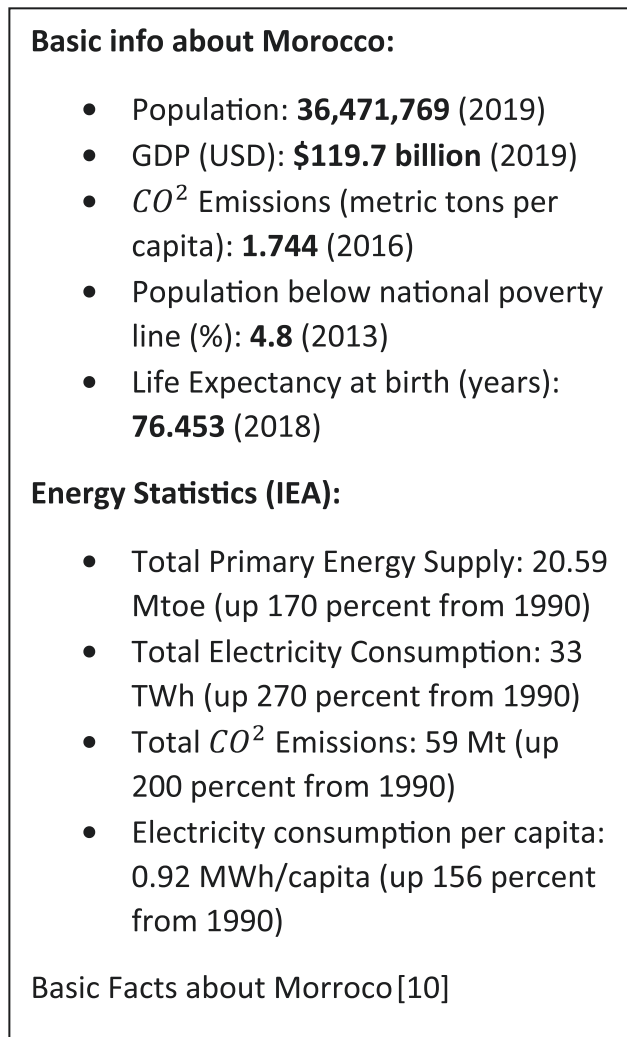 Basic info about Morocco:
• Population: 36,471,769 (2019)
• GDP (USD): $119.7 billion (2019)
• CO² Emissions (metric tons per
capita): 1.744 (2016)
• Population below national poverty
line (%): 4.8 (2013)
• Life Expectancy at birth (years):
76.453 (2018)
Energy Statistics (IEA):
• Total Primary Energy Supply: 20.59
Mtoe (up 170 percent from 1990)
• Total Electricity Consumption: 33
TWh (up 270 percent from 1990)
• Total CO² Emissions: 59 Mt (up
200 percent from 1990)
• Electricity consumption per capita:
0.92 MWh/capita (up 156 percent
from 1990)
Basic Facts about Morroco [10]